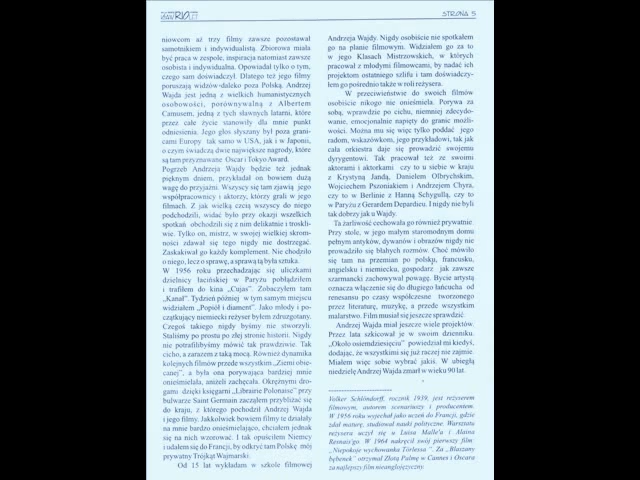 STRONA 5
niowcom aż trzy filmy zawsze pozostawał
samotnikiem i indywidualistą. Zbiorowa miała
być praca w zespole, inspiracja natomiast zawsze
osobista i indywidualna. Opowiadał tylko o tym,
czego sam doświadczył. Dlatego też jego filmy
poruszają widzów daleko poza Polską. Andrzej
Wajda jest jedną z wielkich humanistycznych
osobowości, porównywalną z Albertem
Camusem, jedną z tych sławnych latarni, które
przez całe życie stanowiły dla mnie punkt
odniesienia. Jego głos słyszany był poza grani-
cami Europy tak samo w USA, jak i w Japonii,
o czym świadczą dwie największe nagrody, które
są tam przyznawane Oscar i Tokyo Award.
Pogrzeb Andrzeja Wajdy będzie też jednak
pięknym dniem, przykładał on bowiem dużą
wagę do przyjaźni. Wszyscy się tam zjawią jego
współpracownicy i aktorzy, którzy grali w jego
filmach. Z jak wielką czcią wszyscy do niego
podchodzili, widać było przy okazji wszelkich
spotkań obchodzili się z nim delikatnie i troskli-
wie. Tylko on, mistrz, w swojej wielkiej skrom-
ności zdawał się tego nigdy nie dostrzegać.
Zaskakiwał go każdy komplement. Nie chodziło
o niego, lecz o sprawę, a sprawą tą była sztuka.
W 1956 roku przechadzając się uliczkami
dzielnicy łacińskiej w Paryżu pobłądziłem
i trafiłem do kina „Cujas”. Zobaczyłem tam
„Kanał”. Tydzień później w tym samym miejscu
widziałem „Popiół i diament”. Jako młody i po-
czątkujący niemiecki reżyser byłem zdruzgotany.
Czegoś takiego nigdy byśmy nie stworzyli.
Staliśmy po prostu po złej stronie historii. Nigdy
nie potrafilibyśmy mówić tak prawdziwie. Tak
cicho, a zarazem z taką mocą. Również dynamika
kolejnych filmów przede wszystkim „Ziemi obie-
canej”, a była ona porywająca bardziej mnie
onieśmielała, aniżeli zachęcała. Okrężnymi dro-
gami dzięki księgarni „Librairie Polonaise” przy
bulwarze Saint Germain zacząłem przybliżać się
do kraju, z którego pochodził Andrzej Wajda
i jego filmy. Jakkolwiek bowiem filmy te działały
na mnie bardzo onieśmielająco, chciałem jednak
się na nich wzorować. I tak opuściłem Niemcy
i udałem się do Francji, by odkryć tam Polskę mój
prywatny Trójkąt Wajmarski.
Od 15 lat wykładam w szkole filmowej
Andrzeja Wajdy. Nigdy osobiście nie spotkałem
go na planie filmowym. Widziałem go za to
w jego Klasach Mistrzowskich, w których
pracował z młodymi filmowcami, by nadać ich
projektom ostatniego szlifu i tam doświadczy-
łem go pośrednio także w roli reżysera.
W przeciwieństwie do swoich filmów
osobiście nikogo nie onieśmielał. Porywa za
sobą, wprawdzie po cichu, niemniej zdecydo-
wanie, emocjonalnie napięty do granic możli-
wości. Można mu się więc tylko poddać jego
radom, wskazówkom, jego przykładowi, tak jak
cała orkiestra daje się prowadzić swojemu
dyrygentowi. Tak pracował też ze swoimi
aktorami i aktorkami czy to u siebie w kraju
z Krystyną Jandą, Danielem Olbrychskim,
Wojciechem Pszoniakiem i Andrzejem Chyra,
czy to w Berlinie z Hanną Schygullą, czy to
w Paryżu z Gerardem Depardieu. I nigdy nie byli
tak dobrzy jak u Wajdy.
Ta żarliwość cechowała go również prywatnie.
Przy stole, w jego małym staromodnym domu
pełnym antyków, dywanów i obrazów nigdy nie
prowadziło się błahych rozmów. Choć mówiło
się tam na przemian po polsku, francusku,
angielsku i niemiecku, gospodarz jak zawsze
szarmancki zachowywał powagę. Bycie artystą
oznacza włączenie się do długiego łańcucha od
renesansu po czasy współczesne tworzonego
przez literaturę, muzykę, a przede wszystkim
malarstwo. Film musiał się jeszcze sprawdzić.
Andrzej Wajda miał jeszcze wiele projektów.
Przez lata szkicował je w swoim dzienniku.
„Około osiemdziesięciu” powiedział mi kiedyś,
dodając, że wszystkimi się już raczej nie zajmie.
Miałem więc sobie wybrać jakiś. W ubiegłą
niedzielę Andrzej Wajda zmarł w wieku 90 lat.
Volker Schlöndorff, rocznik 1939, jest reżyserem
filmowym, autorem scenariuszy i producentem.
W 1956 roku wyjechał jako uczeń do Francji, gdzie
zdał maturę, studiował nauki polityczne. Warsztatu
reżysera uczył się u Luisa Malle'a i Alaina
Resnais'go. W 1964 nakręcił swój pierwszy film
„Niepokoje wychowanka Törlessa”. Za „Blaszany
bębenek” otrzymał Złotą Palmę w Cannes i Oscara
za najlepszy film nieanglojęzyczny.